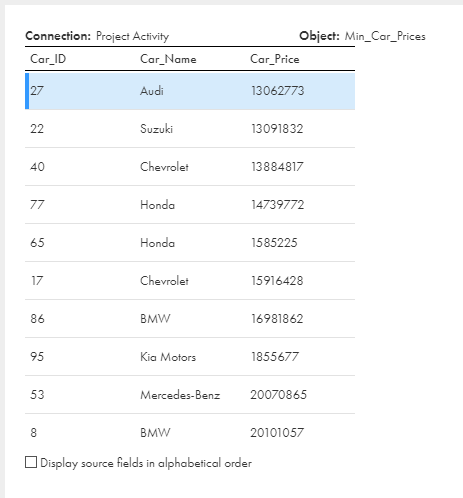 Connection: Project Activity Object: Min_Car_Prices
Car_ID Car_Name Car_Price
27 Audi 13062773
22 Suzuki 13091832
40 Chevrolet 13884817
77 Honda 14739772
65 Honda 1585225
17 Chevrolet 15916428
86 BMW 16981862
95 Kia Motors 1855677
53 Mercedes-Benz 20070865
8 BMW 20101057
Display source fields in alphabetical order